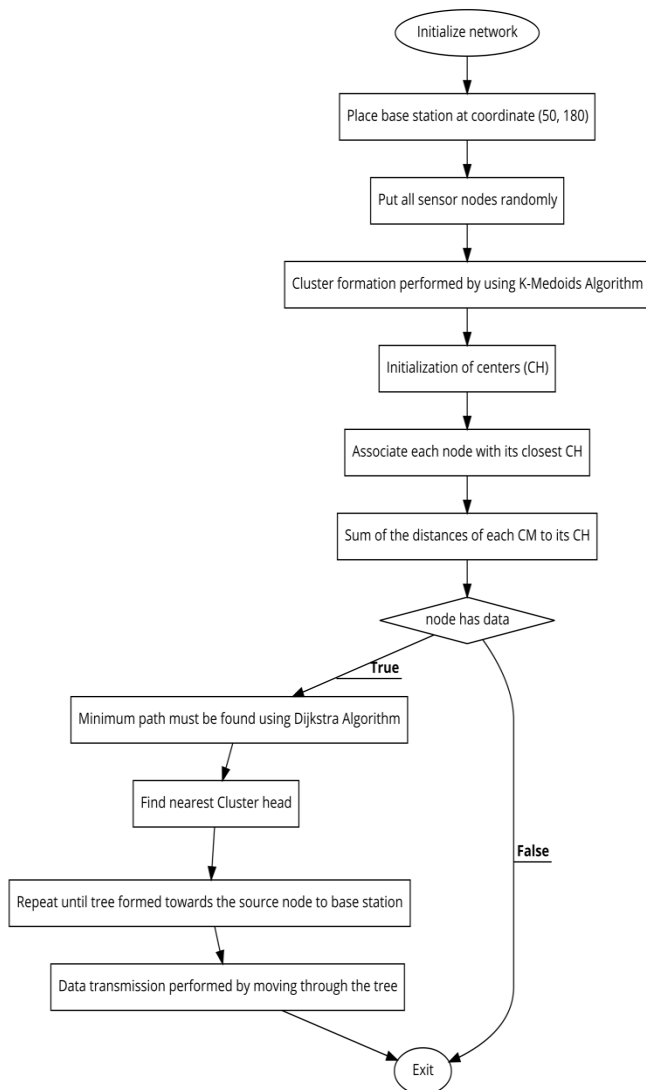 Initialize network
Place base station at coordinate (50, 180)
Put all sensor nodes randomly
Cluster formation performed by using K-Medoids Algorithm
Initialization of centers (CH)
Associate each node with its closest CH
Sum of the distances of each CM to its CH
node has data
True
Minimum path must be found using Dijkstra Algorithm
Find nearest Cluster head
False
Repeat until tree formed towards the source node to base station
Data transmission performed by moving through the tree
Exit